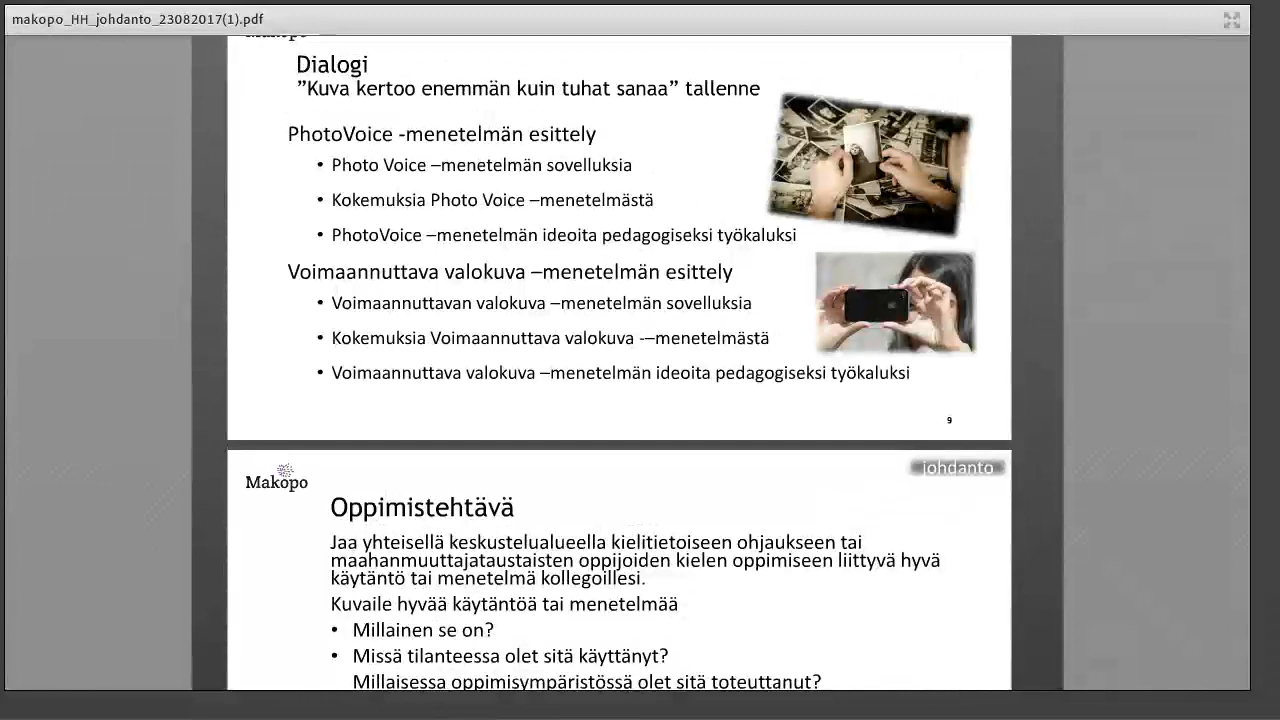 makopo_HH_johdanto_23082017(1).pdf
Dialogi
”Kuva kertoo enemmän kuin tuhat sanaa” tallenne
PhotoVoice -menetelmän esittely
• Photo Voice –menetelmän sovelluksia
• Kokemuksia Photo Voice –menetelmästä
• PhotoVoice –menetelmän ideoita pedagogiseksi työkaluksi
Voimaannuttava valokuva –menetelmän esittely
• Voimaannuttavan valokuva –menetelmän sovelluksia
• Kokemuksia Voimaannuttava valokuva -–menetelmästä
• Voimaannuttava valokuva –menetelmän ideoita pedagogiseksi työkaluksi
9
Makopo
johdanto
Oppimistehtävä
Jaa yhteisellä keskustelualueella kielitietoiseen ohjaukseen tai
maahanmuuttajataustaisten oppijoiden kielen oppimiseen liittyvä hyvä
käytäntö tai menetelmä kollegoillesi.
Kuvaile hyvää käytäntöä tai menetelmää
• Millainen se on?
• Missä tilanteessa olet sitä käyttänyt?
Millaisessa oppimisympäristössä olet sitä toteuttanut?